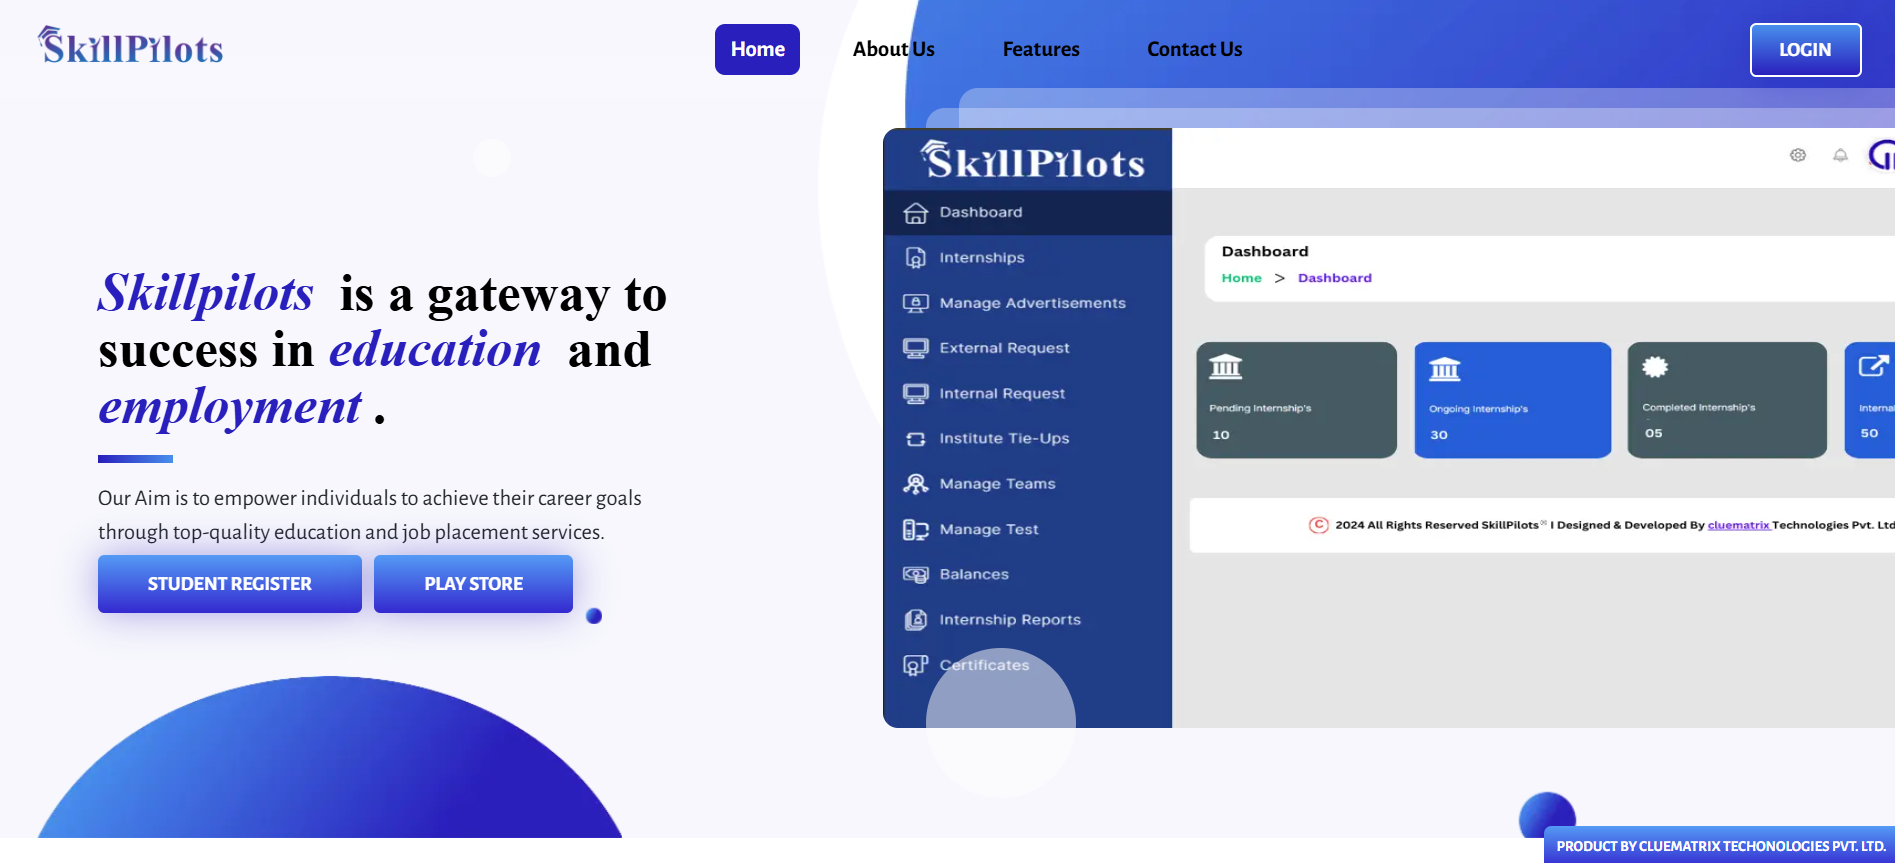 SkillPilots
Home
About Us
Features
Contact Us
LOGIN
Skillpilots is a gateway to
success in education and
employment .
Our Aim is to empower individuals to achieve their career goals
through top-quality education and job placement services.
STUDENT REGISTER
PLAY STORE
SkillPilots
Dashboard
Internships
Manage Advertisements
External Request
Internal Request
Institute Tie-Ups
Manage Teams
Manage Test
Balances
Internship Reports
Certificates
Dashboard
Home > Dashboard
Pending Internship's
10
Ongoing Internship's
30
Completed Internship's
05
Interna
50
© 2024 All Rights Reserved SkillPilots® I Designed & Developed By cluematrix Technologies Pvt. Ltd
PRODUCT BY CLUEMATRIX TECHONOLOGIES PVT. LTD.